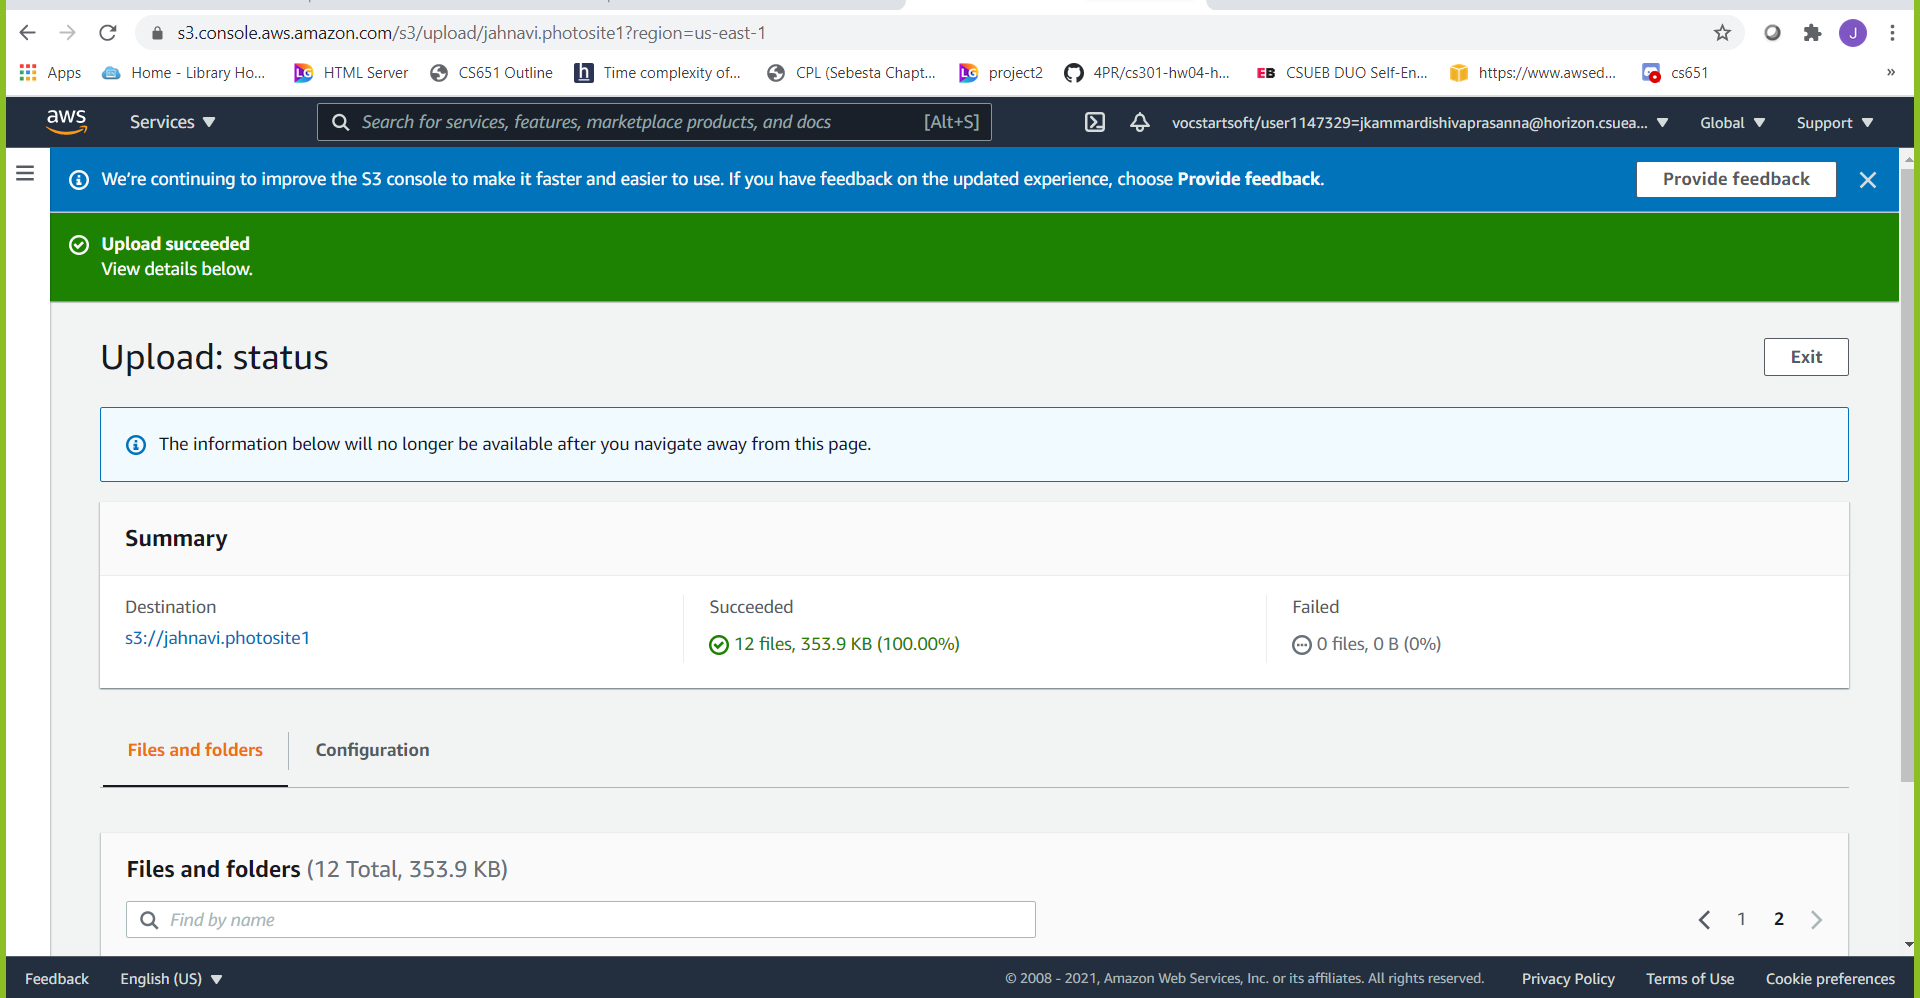 s3.console.aws.amazon.com/s3/upload/jahnavi.photosite1?region=us-east-1
J
Apps Home - Library Ho... LG HTML Server CS651 Outline h Time complexity of... CPL (Sebesta Chapt... LG project2 4PR/cs301-hw04-h... EB CSUEB DUO Self-En... https://www.awsed... cs651 »
aws Services Search for services, features, marketplace products, and docs [Alt+S] vocstartsoft/user1147329=jkammardishivaprasanna@horizon.csuea... Global Support
We're continuing to improve the S3 console to make it faster and easier to use. If you have feedback on the updated experience, choose Provide feedback. Provide feedback
Upload succeeded
View details below.
Upload: status Exit
The information below will no longer be available after you navigate away from this page.
Summary
Destination Succeeded Failed
s3://jahnavi.photosite1 12 files, 353.9 KB (100.00%) 0 files, 0 B (0%)
Files and folders Configuration
Files and folders (12 Total, 353.9 KB)
Find by name 1 2
Feedback English (US) © 2008 - 2021, Amazon Web Services, Inc. or its affiliates. All rights reserved. Privacy Policy Terms of Use Cookie preferences